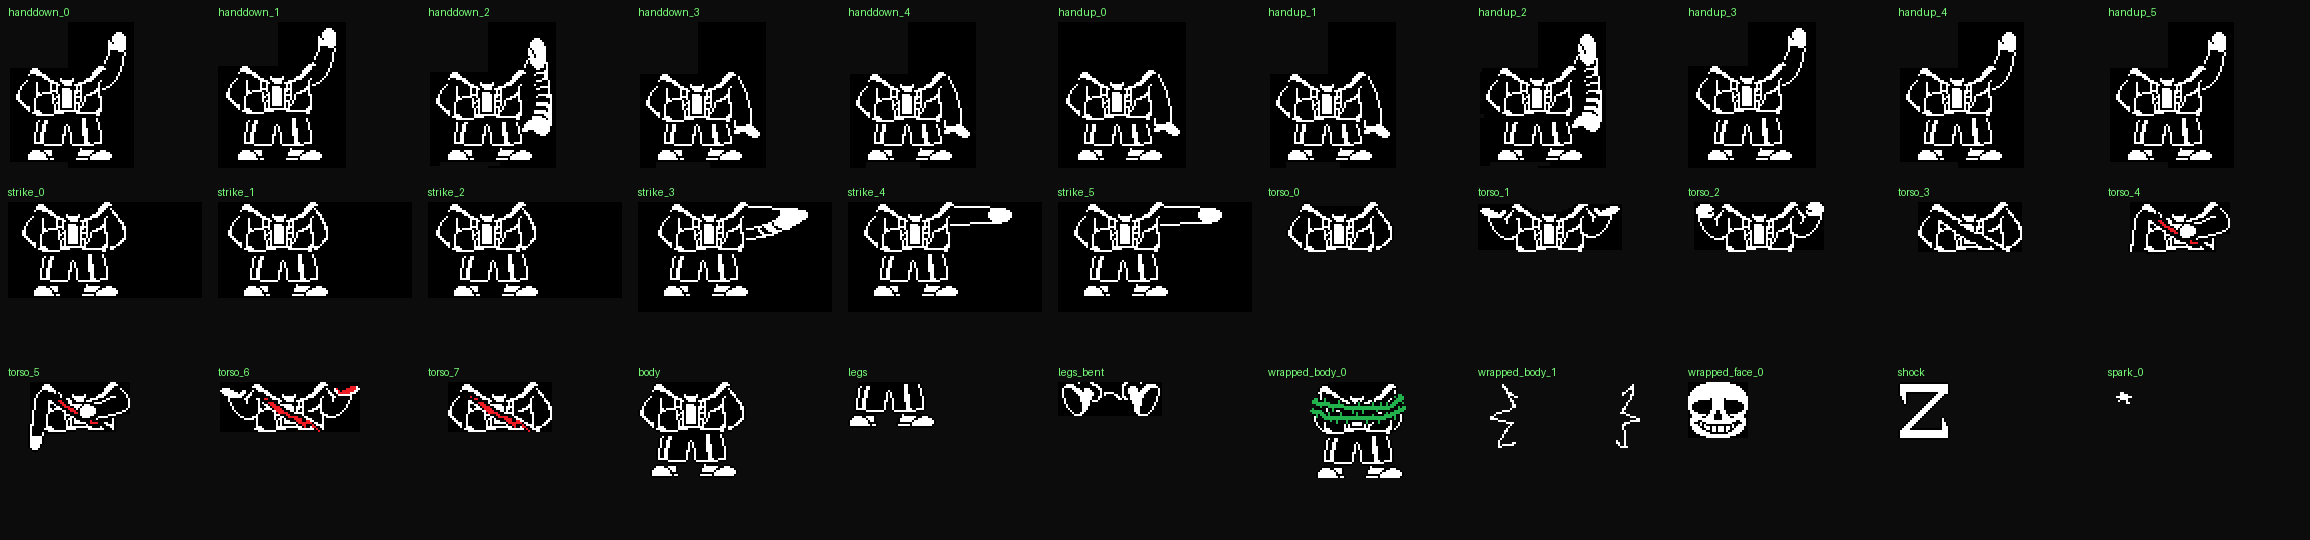 handdown_0 handdown_1 handdown_2 handdown_3 handdown_4 handup_0 handup_1 handup_2 handup_3 handup_4 handup_5
strike_0 strike_1 strike_2 strike_3 strike_4 strike_5 torso_0 torso_1 torso_2 torso_3 torso_4
torso_5 torso_6 torso_7 body legs legs_bent wrapped_body_0 wrapped_body_1 wrapped_face_0 shock spark_0
Z